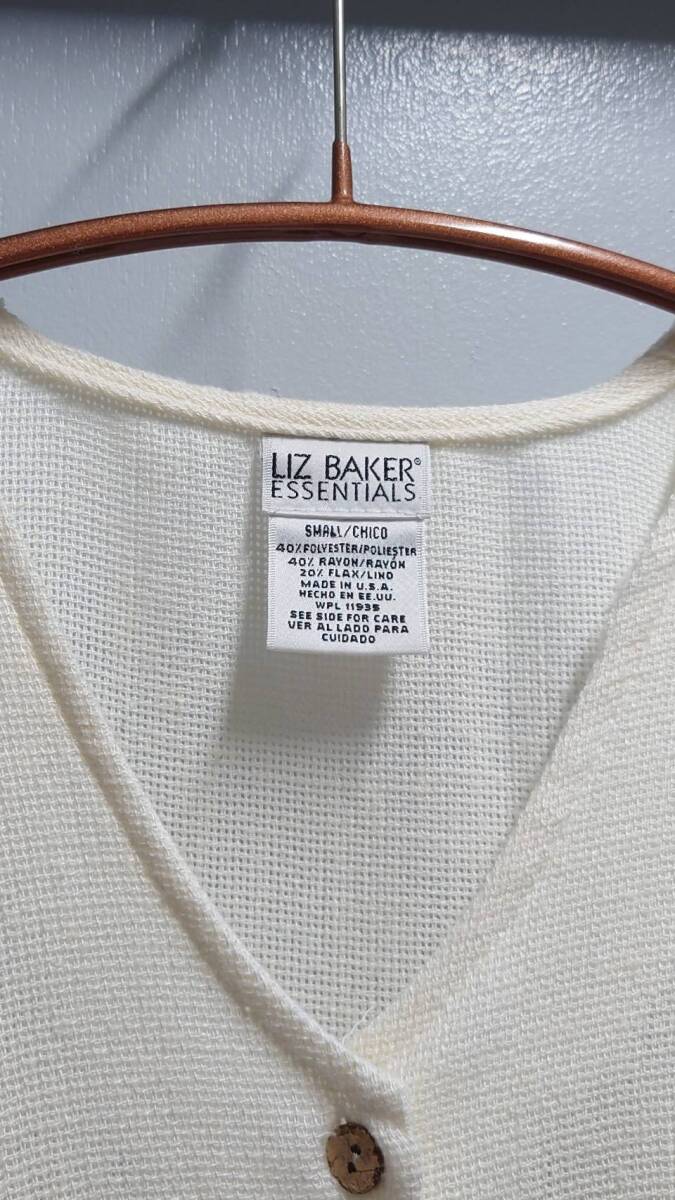 LIZ BAKER®
ESSENTIALS
SMALL/CHICO
40% POLYESTER/POLIESTER
40% RAYON/RAYÓN
20% FLAX/LINO
MADE IN U.S.A.
HECHO EN EE.UU.
WPL 11935
SEE SIDE FOR CARE
VER AL LADO PARA
CUIDADO